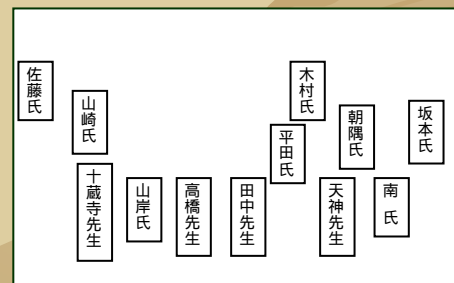 佐藤氏
山崎氏
十蔵寺先生
山岸氏
高橋先生
田中先生
平田氏
木村氏
天神先生
朝隅氏
南 氏
坂本氏